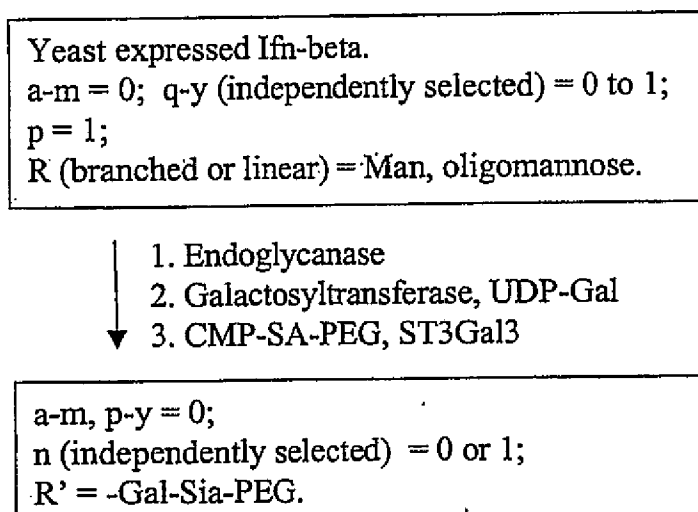 Yeast expressed Ifn-beta.
a-m = 0; q-y (independently selected) = 0 to 1;
p = 1;
R (branched or linear) = Man, oligomannose.
1. Endoglycanase
2. Galactosyltransferase, UDP-Gal
3. CMP-SA-PEG, ST3Gal3
a-m, p-y = 0;
n (independently selected) = 0 or 1;
R' = -Gal-Sia-PEG.